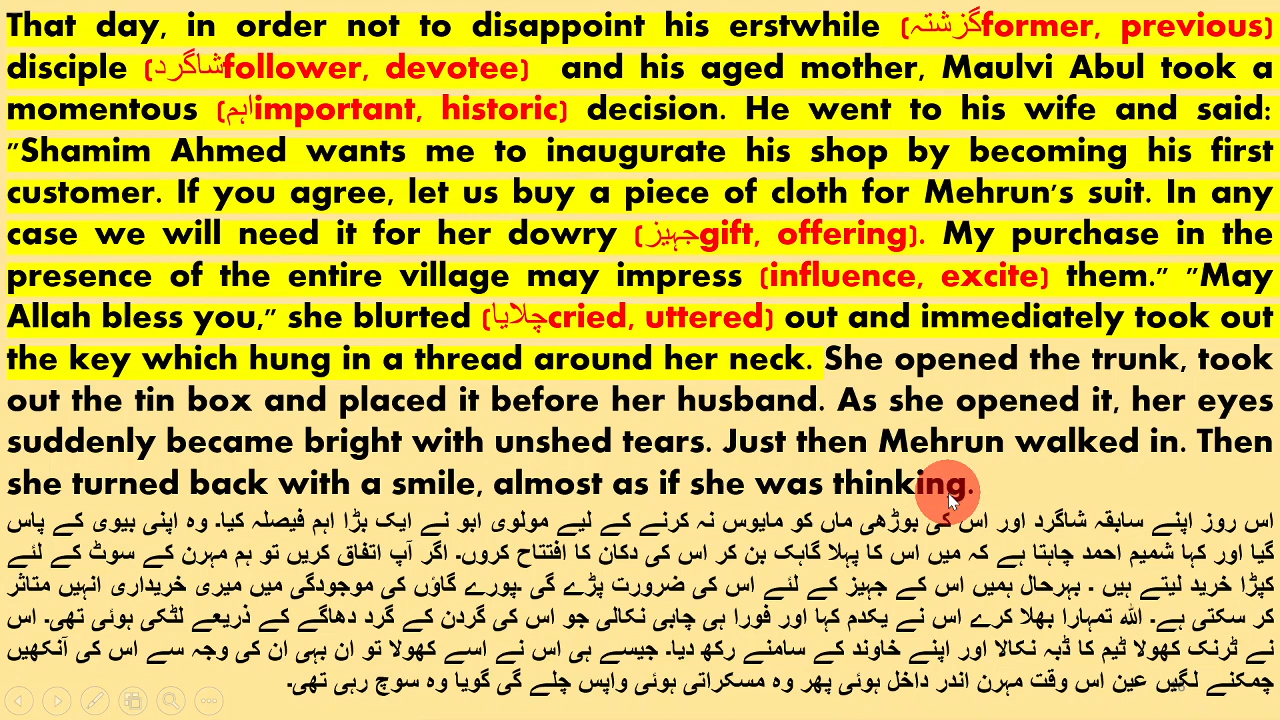 That day, in order not to disappoint his erstwhile (گزشتہformer, previous)
disciple (شاگردfollower, devotee) and his aged mother, Maulvi Abul took a
momentous (اہمimportant, historic) decision. He went to his wife and said:
"Shamim Ahmed wants me to inaugurate his shop by becoming his first
customer. If you agree, let us buy a piece of cloth for Mehrun's suit. In any
case we will need it for her dowry (جہیزgift, offering). My purchase in the
presence of the entire village may impress (influence, excite) them." "May
Allah bless you," she blurted (چلایاcried, uttered) out and immediately took out
the key which hung in a thread around her neck. She opened the trunk, took
out the tin box and placed it before her husband. As she opened it, her eyes
suddenly became bright with unshed tears. Just then Mehrun walked in. Then
she turned back with a smile, almost as if she was thinking.
اس روز اپنے سابقہ شاگرد اور اس کی بوڑھی ماں کو مایوس نہ کرنے کے لیے مولوی ابو نے ایک بڑا اہم فیصلہ کیا۔ وہ اپنی بیوی کے پاس
گیا اور کہا شمیم احمد چاہتا ہے کہ میں اس کا پہلا گاہک بن کر اس کی دکان کا افتتاح کروں۔ اگر آپ اتفاق کریں تو ہم مہرن کے سوٹ کے لئے
کپڑا خرید لیتے ہیں ۔ بہرحال ہمیں اس کے جہیز کے لئے اس کی ضرورت پڑے گی ۔پورے گاؤں کی موجودگی میں میری خریداری انہیں متاثر
کر سکتی ہے۔ اللہ تمہارا بھلا کرے اس نے یکدم کہا اور فورا ہی چابی نکالی جو اس کی گردن کے گرد دھاگے کے ذریعے لٹکی ہوئی تھی۔ اس
نے ٹرنک کھولا ٹیم کا ڈبہ نکالا اور اپنے خاوند کے سامنے رکھ دیا۔ جیسے ہی اس نے اسے کھولا تو ان بہی ان کی وجہ سے اس کی آنکھیں
چمکنے لگیں عین اس وقت مہرن اندر داخل ہوئی پھر وہ مسکراتی ہوئی واپس چلے گی گویا وہ سوچ رہی تھی۔